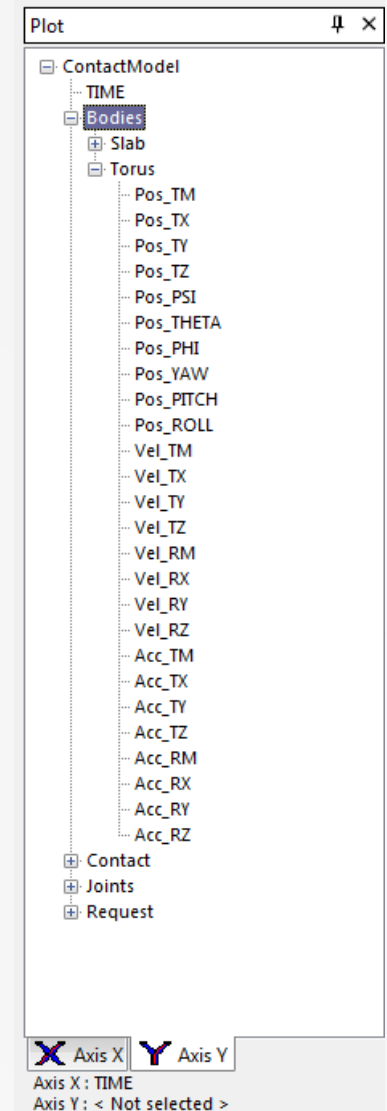 Plot
ContactModel
TIME
Bodies
Slab
Torus
Pos_TM
Pos_TX
Pos_TY
Pos_TZ
Pos_PSI
Pos_THETA
Pos_PHI
Pos_YAW
Pos_PITCH
Pos_ROLL
Vel_TM
Vel_TX
Vel_TY
Vel_TZ
Vel_RM
Vel_RX
Vel_RY
Vel_RZ
Acc_TM
Acc_TX
Acc_TY
Acc_TZ
Acc_RM
Acc_RX
Acc_RY
Acc_RZ
Contact
Joints
Request
Axis X Axis Y
Axis X : TIME
Axis Y : < Not selected >